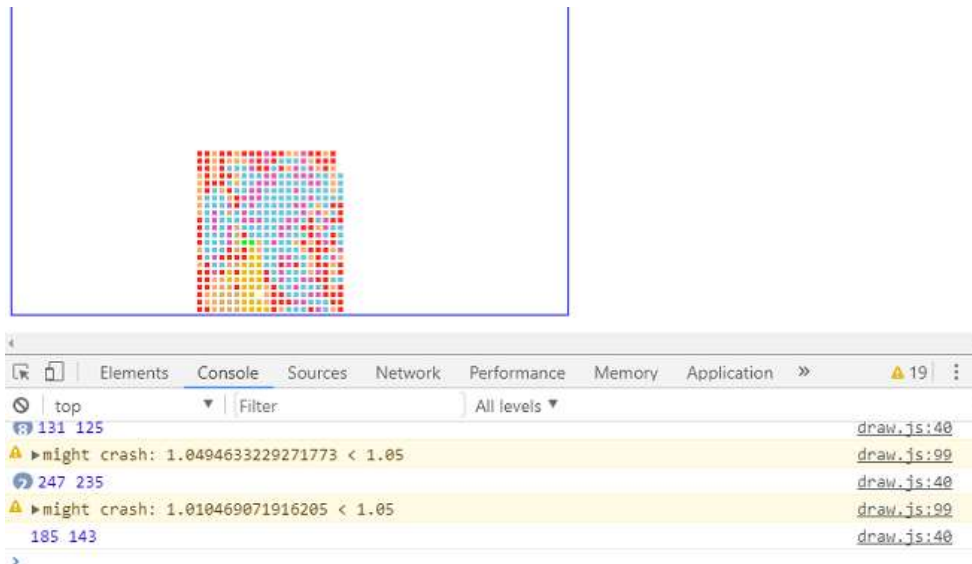 Elements Console Sources Network Performance Memory Application » 19
top Filter All levels
8 131 125 draw.js:40
might crash: 1.0494633229271773 < 1.05 draw.js:99
2 247 235 draw.js:40
might crash: 1.010469071916205 < 1.05 draw.js:99
185 143 draw.js:40